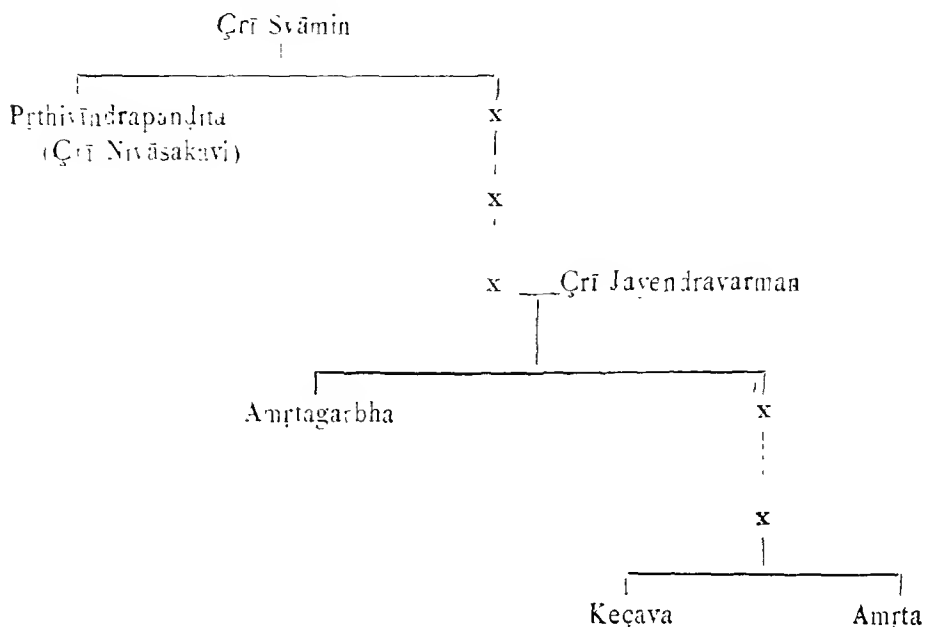 Çrī Svāmin
Pṛthivīndrapaṇḍita
x
(Çrī Nivāsakavi)
x
x Çrī Jayendravarman
Amṛtagarbha
x
x
Keçava Amṛta